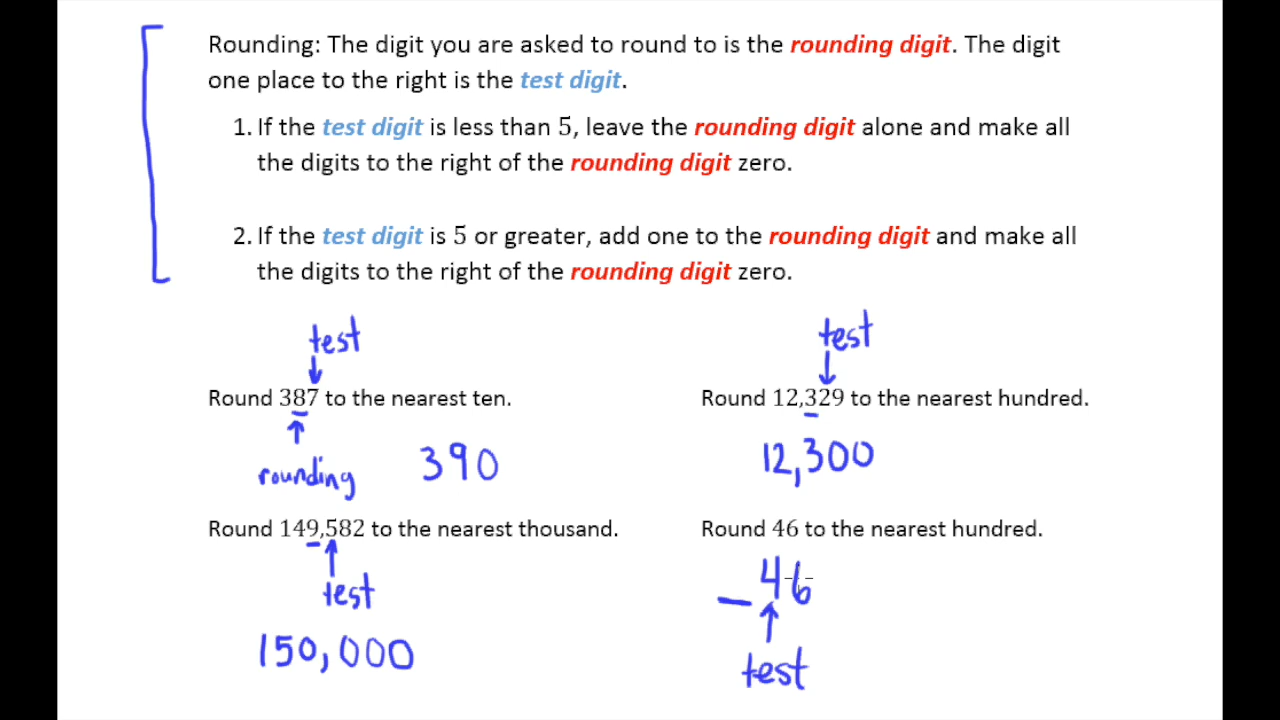 Rounding: The digit you are asked to round to is the rounding digit. The digit
one place to the right is the test digit.
1. If the test digit is less than 5, leave the rounding digit alone and make all
the digits to the right of the rounding digit zero.
2. If the test digit is 5 or greater, add one to the rounding digit and make all
the digits to the right of the rounding digit zero.
test
Round 387 to the nearest ten.
rounding
390
test
Round 12,329 to the nearest hundred.
12,300
Round 149,582 to the nearest thousand.
test
150,000
Round 46 to the nearest hundred.
_ 46
test